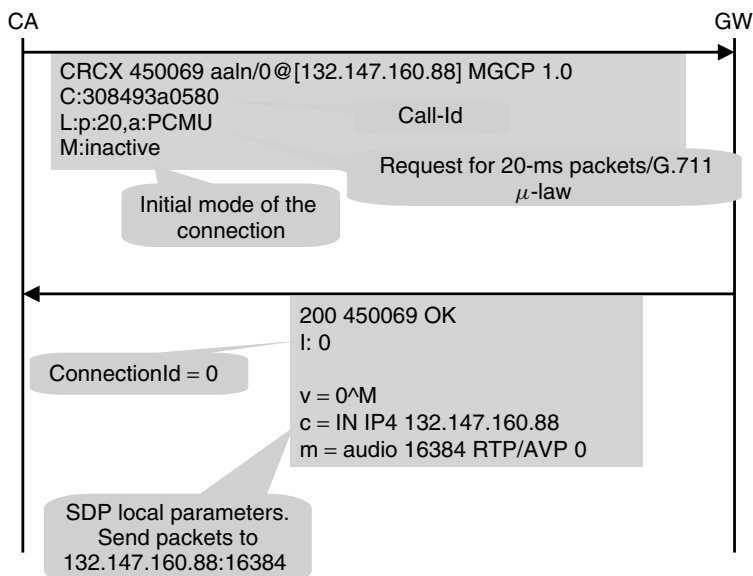 CA
GW
CRCX 450069 aaln/0@[132.147.160.88] MGCP 1.0
C:308493a0580
L:p:20,a:PCMU
M:inactive
Call-Id
Request for 20-ms packets/G.711
μ-law
Initial mode of the
connection
200 450069 OK
I: 0
ConnectionId = 0
v = 0^M
c = IN IP4 132.147.160.88
m = audio 16384 RTP/AVP 0
SDP local parameters.
Send packets to
132.147.160.88:16384